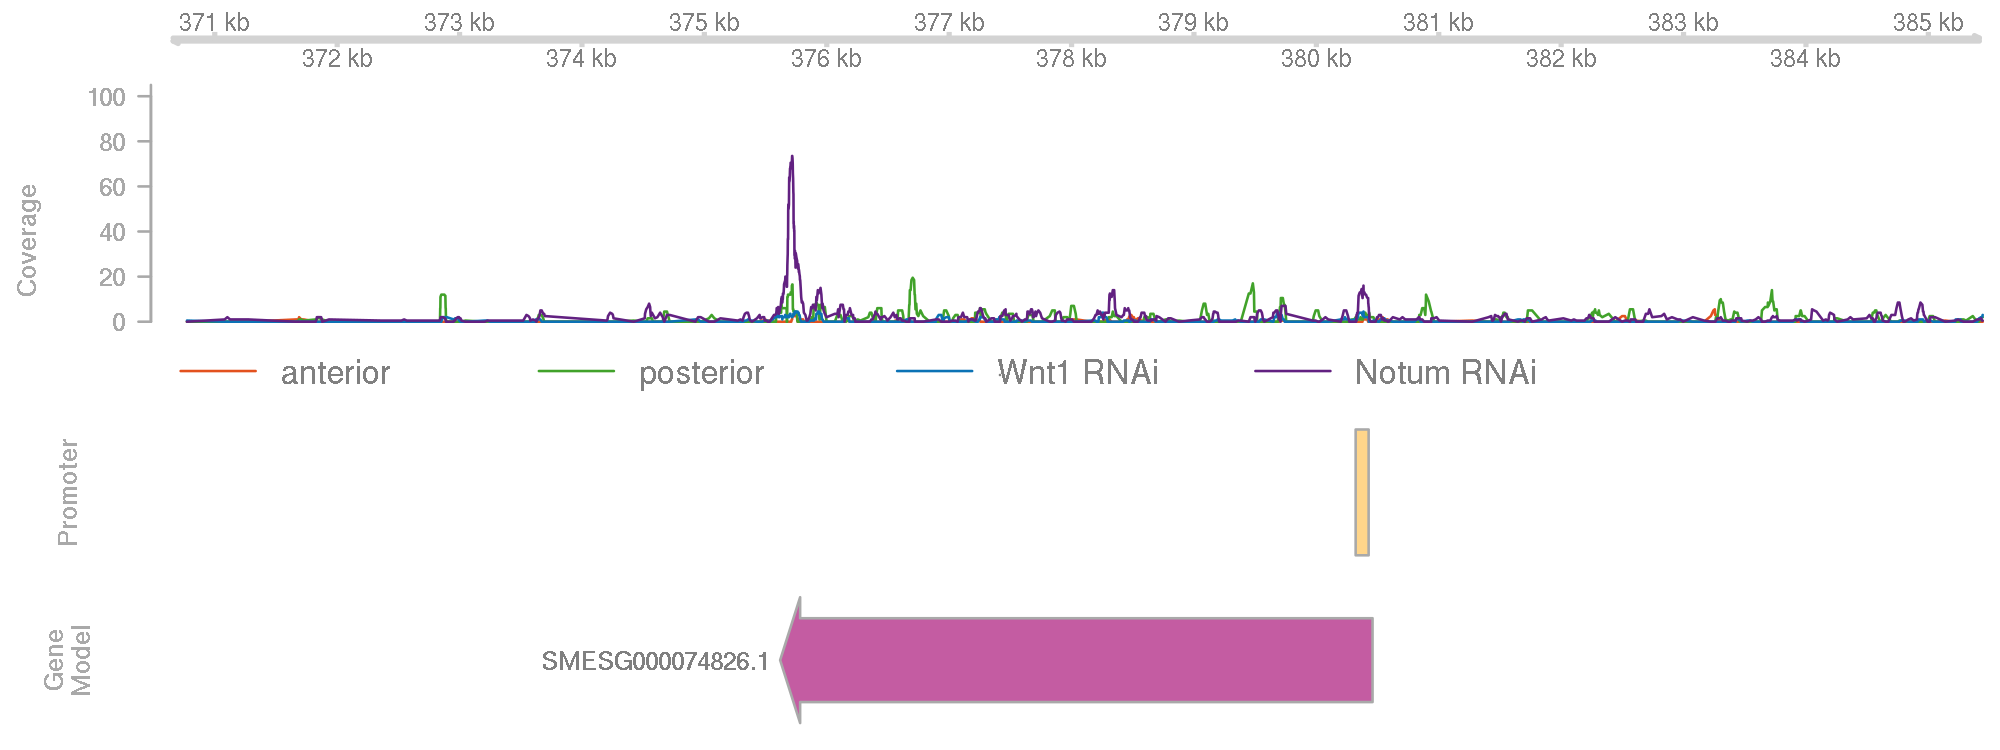 371 kb 373 kb 375 kb 377 kb 379 kb 381 kb 383 kb 385 kb
372 kb 374 kb 376 kb 378 kb 380 kb 382 kb 384 kb
100
80
60
40
20
0
Coverage
anterior posterior Wnt1 RNAi Notum RNAi
Promoter
Gene
Model
SMESG000074826.1